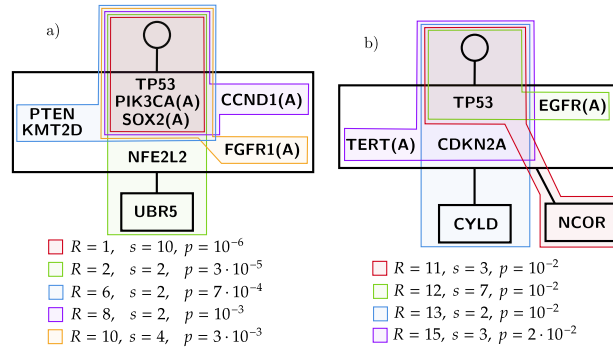 a)
TP53
PIK3CA(A)
SOX2(A)
CCND1(A)
PTEN
KMT2D
NFE2L2
FGFR1(A)
UBR5
R = 1, s = 10, p = 10^{-6}
R = 2, s = 2, p = 3 · 10^{-5}
R = 6, s = 2, p = 7 · 10^{-4}
R = 8, s = 2, p = 10^{-3}
R = 10, s = 4, p = 3 · 10^{-3}
b)
TP53
EGFR(A)
TERT(A)
CDKN2A
CYLD
NCOR
R = 11, s = 3, p = 10^{-2}
R = 12, s = 7, p = 10^{-2}
R = 13, s = 2, p = 10^{-2}
R = 15, s = 3, p = 2 · 10^{-2}